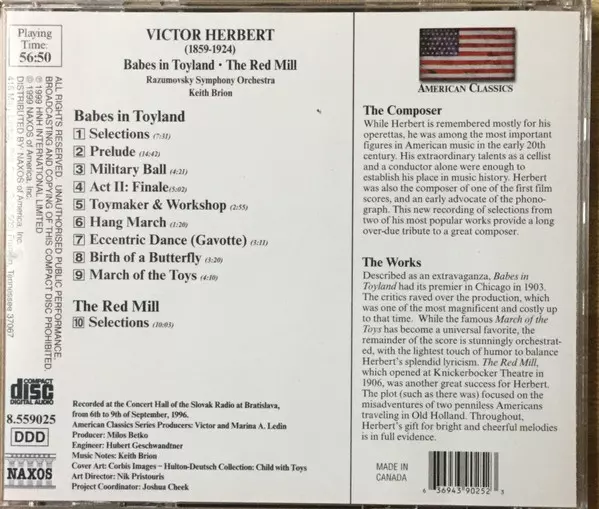 Playing
Time:
56:50
VICTOR HERBERT
(1859-1924)
Babes in Toyland • The Red Mill
Razumovsky Symphony Orchestra
Keith Brion
Babes in Toyland
1 Selections (7:31)
2 Prelude (14:42)
3 Military Ball (4:21)
4 Act II: Finale (5:02)
5 Toymaker & Workshop (2:55)
6 Hang March (1:20)
7 Eccentric Dance (Gavotte) (3:11)
8 Birth of a Butterfly (3:20)
9 March of the Toys (4:10)
The Red Mill
10 Selections (10:03)
Recorded at the Concert Hall of the Slovak Radio at Bratislava,
from 6th to 9th of September, 1996.
American Classics Series Producers: Victor and Marina A. Ledin
Producer: Milos Betko
Engineer: Hubert Geschwandtner
Music Notes: Keith Brion
Cover Art: Corbis Images – Hulton-Deutsch Collection: Child with Toys
Art Director: Nik Pristouris
Project Coordinator: Joshua Cheek
ALL RIGHTS RESERVED. UNAUTHORISED PUBLIC PERFORMANCE,
BROADCASTING AND COPYING OF THIS COMPACT DISC PROHIBITED.
℗ 1999 HNH INTERNATIONAL LIMITED
© 1999 NAXOS of America, Inc.
DISTRIBUTED BY: NAXOS of America, Inc.
Tennessee 37067
COMPACT
disc
DIGITAL AUDIO
8.559025
DDD
NAXOS
AMERICAN CLASSICS
The Composer
While Herbert is remembered mostly for his
operettas, he was among the most important
figures in American music in the early 20th
century. His extraordinary talents as a cellist
and a conductor alone were enough to
establish his place in music history. Herbert
was also the composer of one of the first film
scores, and an early advocate of the phono-
graph. This new recording of selections from
two of his most popular works provide a long
over-due tribute to a great composer.
The Works
Described as an extravaganza, Babes in
Toyland had its premier in Chicago in 1903.
The critics raved over the production, which
was one of the most magnificent and costly up
to that time. While the famous March of the
Toys has become a universal favorite, the
remainder of the score is stunningly orchestrat-
ed, with the lightest touch of humor to balance
Herbert's splendid lyricism. The Red Mill,
which opened at Knickerbocker Theatre in
1906, was another great success for Herbert.
The plot (such as there was) focused on the
misadventures of two penniless Americans
traveling in Old Holland. Throughout,
Herbert's gift for bright and cheerful melodies
is in full evidence.
MADE IN
CANADA
6 36943 90252 3